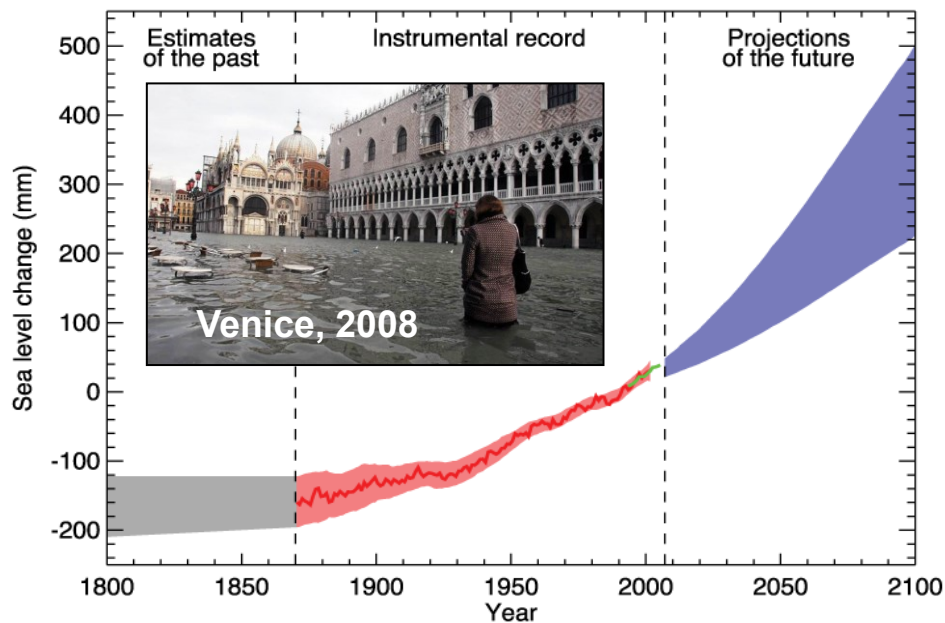 Estimates
of the past
Instrumental record
Projections
of the future
Sea level change (mm)
500
400
300
200
100
0
-100
-200
Venice, 2008
1800
1850
1900
1950
2000
2050
2100
Year